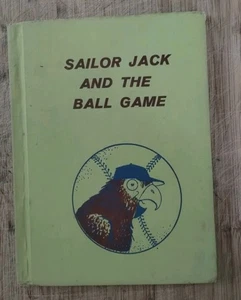 SAILOR JACK
AND THE
BALL GAME